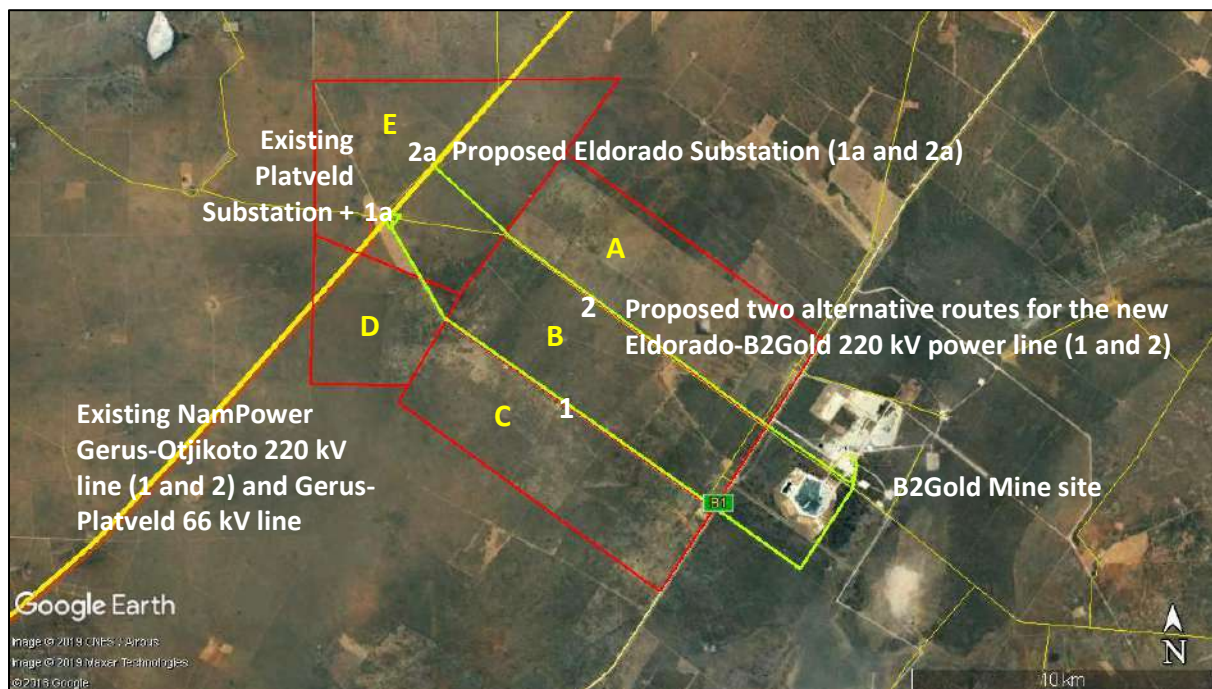 E
Existing
Platveld
Substation + 1a
2a Proposed Eldorado Substation (1a and 2a)
A
2 Proposed two alternative routes for the new
Eldorado-B2Gold 220 kV power line (1 and 2)
B
D
C
1
Existing NamPower
Gerus-Otjikoto 220 kV
line (1 and 2) and Gerus-
Platveld 66 kV line
B1
B2Gold Mine site
Google Earth
Image © 2019 CNES / Airbus
Image © 2019 Maxar Technologies
© 2018 Google
N
10 km